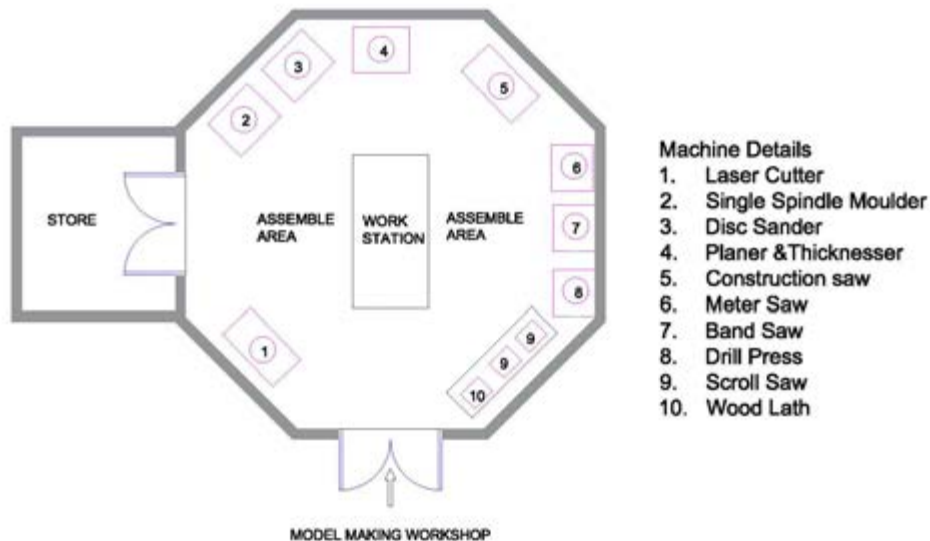 4
3
5
2
6
7
8
9
9
10
1
STORE
ASSEMBLE
AREA
WORK
STATION
ASSEMBLE
AREA
MODEL MAKING WORKSHOP
Machine Details
1. Laser Cutter
2. Single Spindle Moulder
3. Disc Sander
4. Planer &Thicknesser
5. Construction saw
6. Meter Saw
7. Band Saw
8. Drill Press
9. Scroll Saw
10. Wood Lath